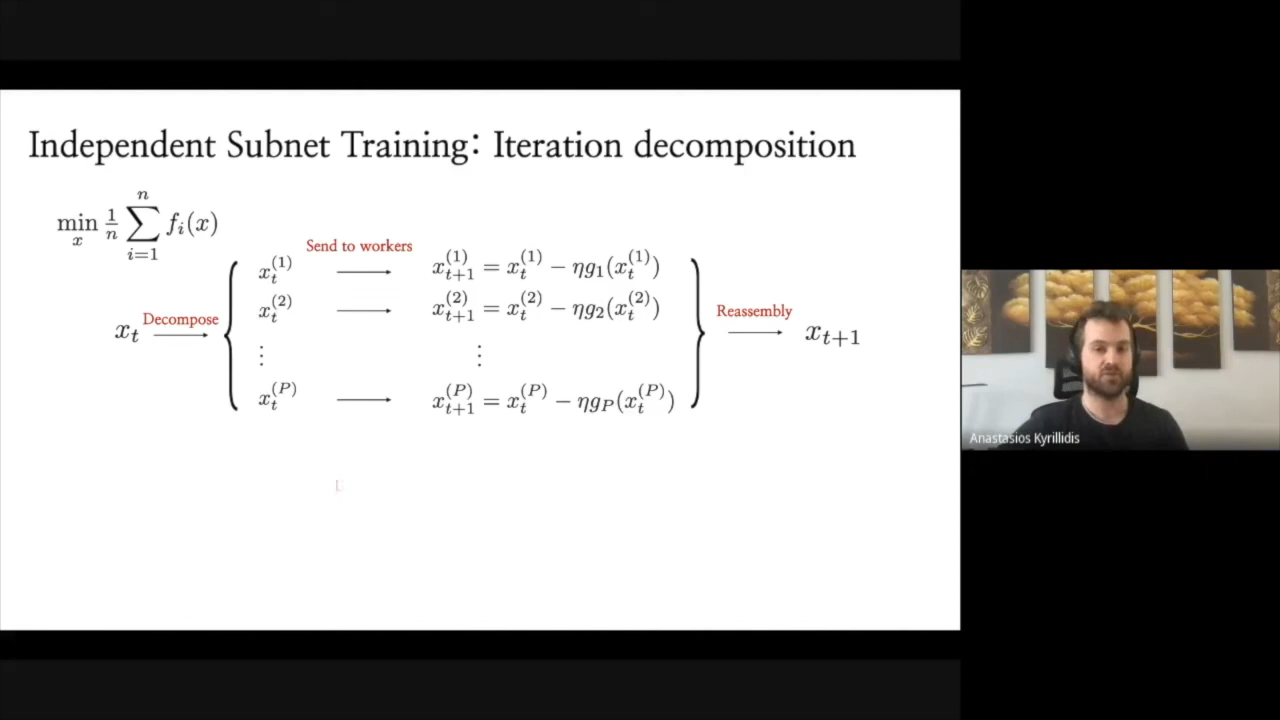 Independent Subnet Training: Iteration decomposition
min_x 1/n ∑_{i=1}^{n} f_i(x)
Send to workers
x_t^{(1)} ⟶ x_{t+1}^{(1)} = x_t^{(1)} − ηg_1(x_t^{(1)})
x_t^{(2)} ⟶ x_{t+1}^{(2)} = x_t^{(2)} − ηg_2(x_t^{(2)})
x_t Decompose ⟶ { ⋮ ⋮ } Reassembly ⟶ x_{t+1}
x_t^{(P)} ⟶ x_{t+1}^{(P)} = x_t^{(P)} − ηg_P(x_t^{(P)})
Anastasios Kyrillidis